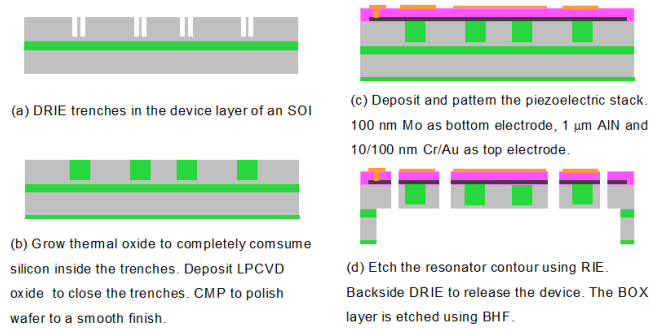 (a) DRIE trenches in the device layer of an SOI
(b) Grow thermal oxide to completely comsume
silicon inside the trenches. Deposit LPCVD
oxide to close the trenches. CMP to polish
wafer to a smooth finish.
(c) Deposit and pattern the piezoelectric stack.
100 nm Mo as bottom electrode, 1 μm AlN and
10/100 nm Cr/Au as top electrode.
(d) Etch the resonator contour using RIE.
Backside DRIE to release the device. The BOX
layer is etched using BHF.